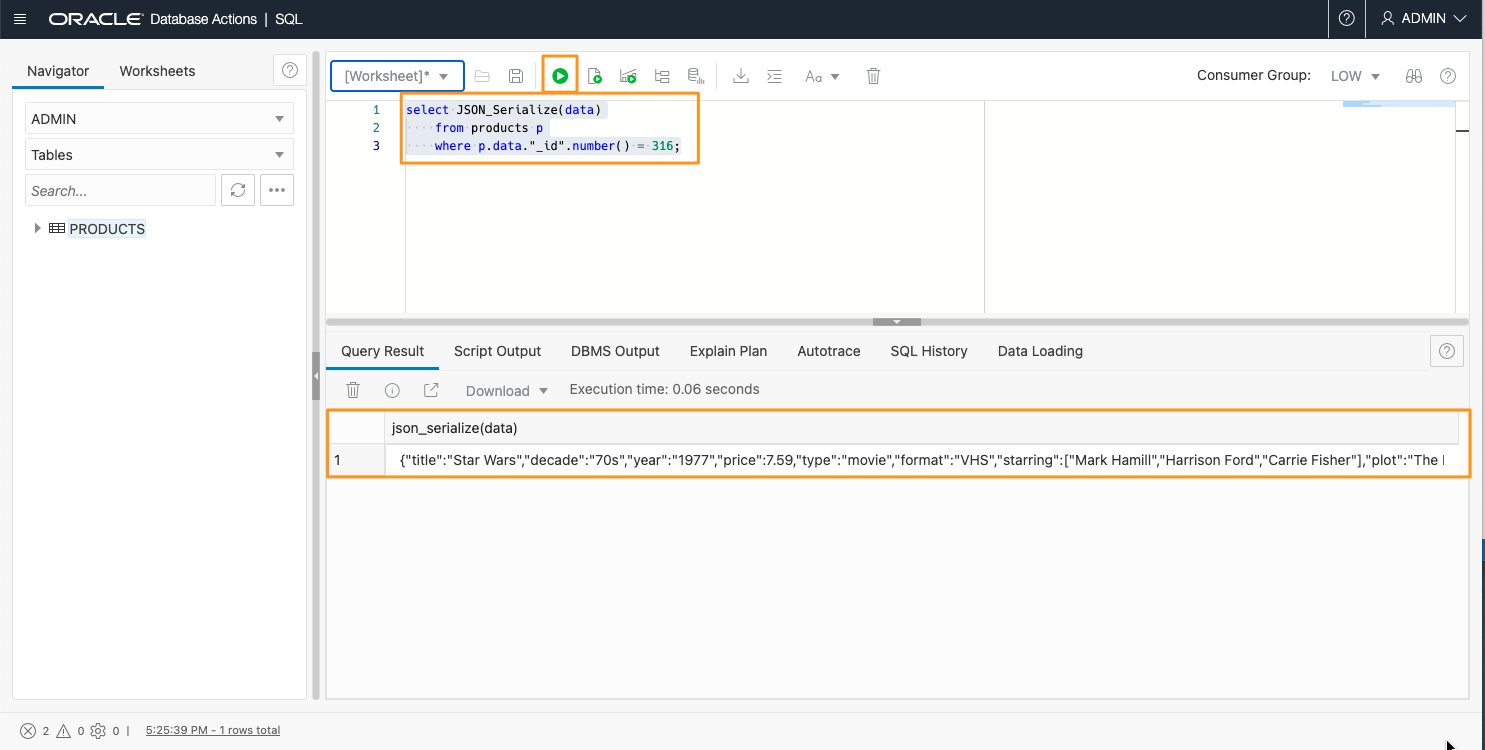 ORACLE Database Actions | SQL
ADMIN
Navigator Worksheets
ADMIN
Tables
Search...
PRODUCTS
[Worksheet]*
Aa
Consumer Group: LOW
1 select JSON_Serialize(data)
2 ····from products p
3 ····where p.data."_id".number() = 316;
Query Result Script Output DBMS Output Explain Plan Autotrace SQL History Data Loading
Download Execution time: 0.06 seconds
json_serialize(data)
1 {"title":"Star Wars","decade":"70s","year":"1977","price":7.59,"type":"movie","format":"VHS","starring":["Mark Hamill","Harrison Ford","Carrie Fisher"],"plot":"The
2 0 0 | 5:25:39 PM - 1 rows total